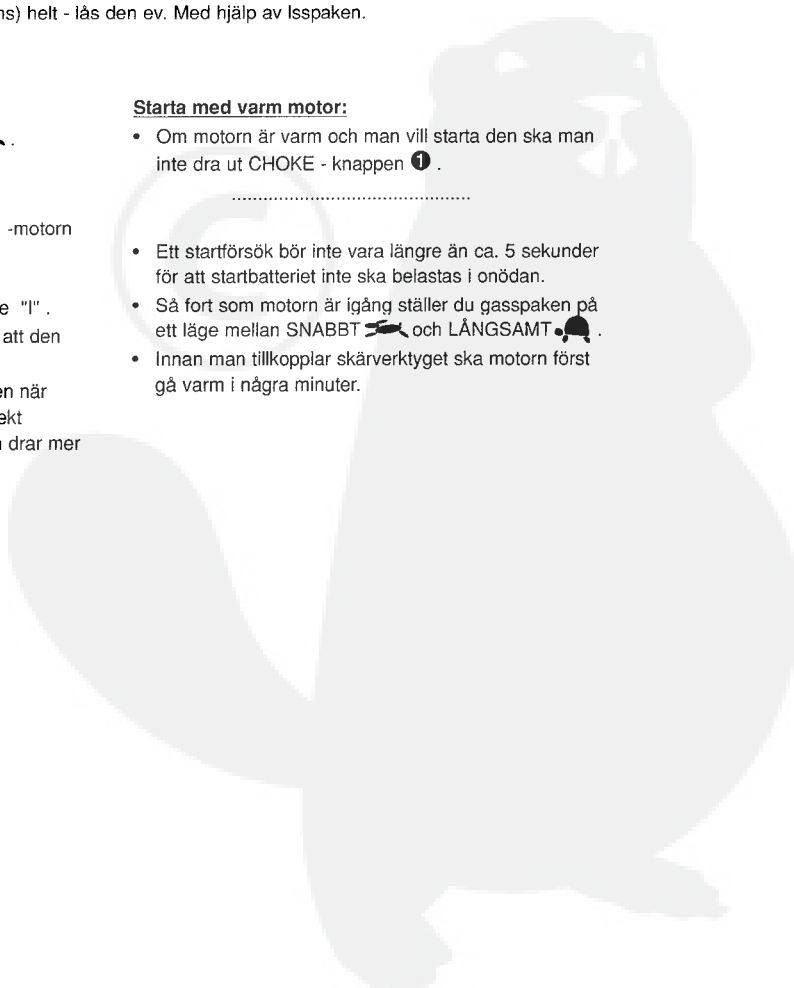 ns) helt - lås den ev. Med hjälp av lsspaken.
.
-motorn
e "I" .
att den
en när
ekt
drar mer
Starta med varm motor:
• Om motorn är varm och man vill starta den ska man
inte dra ut CHOKE - knappen ❶ .
............................................
• Ett startförsök bör inte vara längre än ca. 5 sekunder
för att startbatteriet inte ska belastas i onödan.
• Så fort som motorn är igång ställer du gasspaken på
ett läge mellan SNABBT och LÅNGSAMT .
• Innan man tillkopplar skärverktyget ska motorn först
gå varm i några minuter.
©